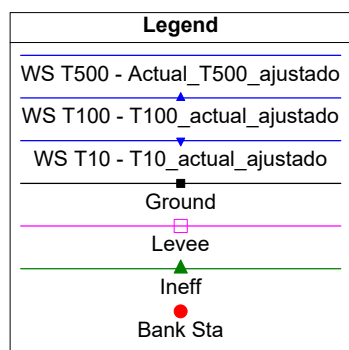 Legend
WS T500 - Actual_T500_ajustado
WS T100 - T100_actual_ajustado
WS T10 - T10_actual_ajustado
Ground
Levee
Ineff
Bank Sta